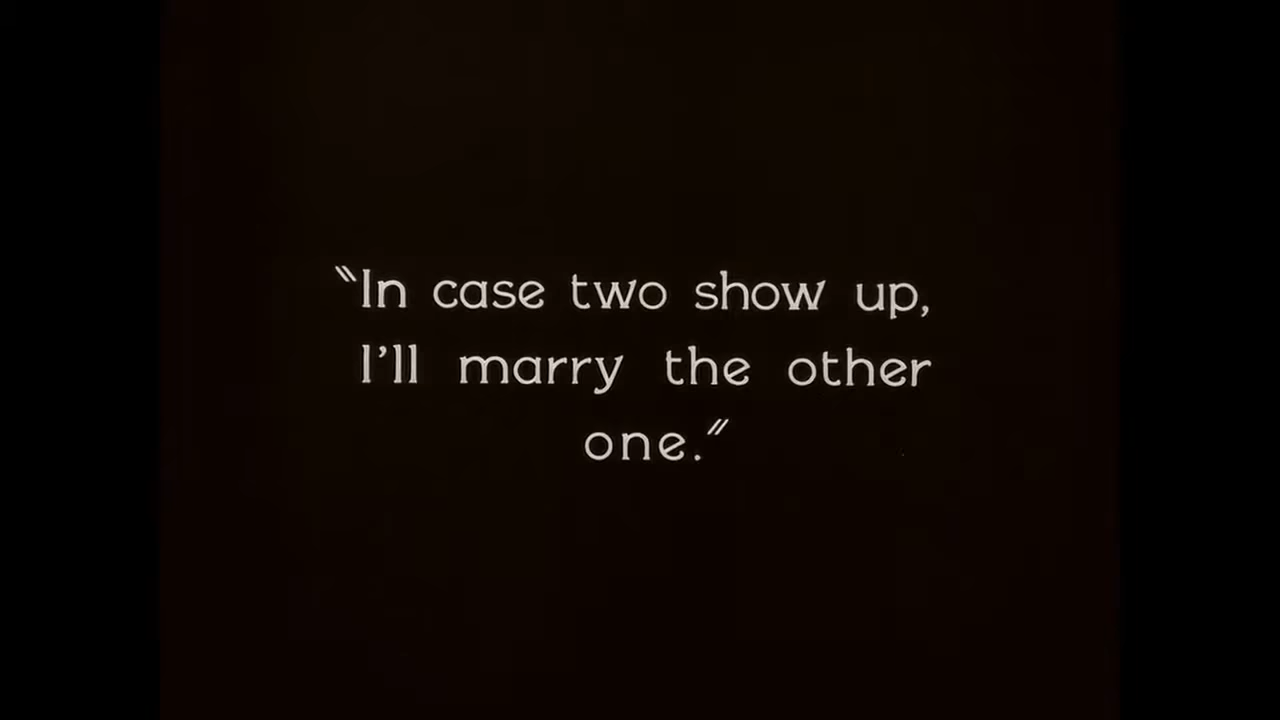 "In case two show up,
I'll marry the other
one."